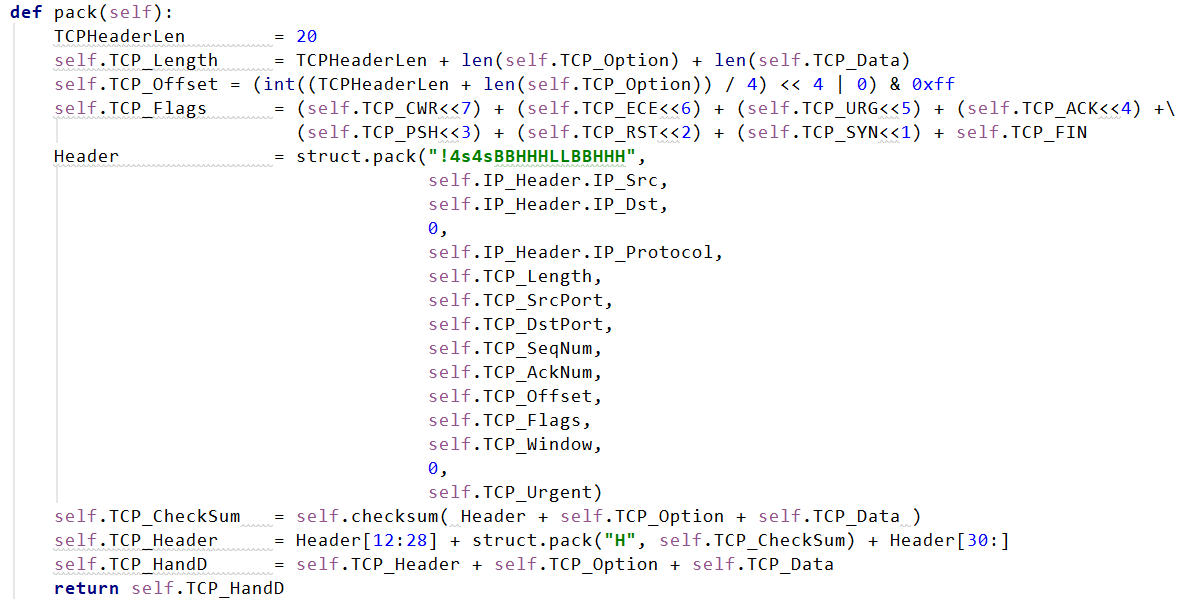 def pack(self):
    TCPHeaderLen        = 20
    self.TCP_Length     = TCPHeaderLen + len(self.TCP_Option) + len(self.TCP_Data)
    self.TCP_Offset = (int((TCPHeaderLen + len(self.TCP_Option)) / 4) << 4 | 0) & 0xff
    self.TCP_Flags      = (self.TCP_CWR<<7) + (self.TCP_ECE<<6) + (self.TCP_URG<<5) + (self.TCP_ACK<<4) +\
                          (self.TCP_PSH<<3) + (self.TCP_RST<<2) + (self.TCP_SYN<<1) + self.TCP_FIN
    Header              = struct.pack("!4s4sBBHHHLLBBHHH",
                                      self.IP_Header.IP_Src,
                                      self.IP_Header.IP_Dst,
                                      0,
                                      self.IP_Header.IP_Protocol,
                                      self.TCP_Length,
                                      self.TCP_SrcPort,
                                      self.TCP_DstPort,
                                      self.TCP_SeqNum,
                                      self.TCP_AckNum,
                                      self.TCP_Offset,
                                      self.TCP_Flags,
                                      self.TCP_Window,
                                      0,
                                      self.TCP_Urgent)
    self.TCP_CheckSum   = self.checksum( Header + self.TCP_Option + self.TCP_Data )
    self.TCP_Header     = Header[12:28] + struct.pack("H", self.TCP_CheckSum) + Header[30:]
    self.TCP_HandD      = self.TCP_Header + self.TCP_Option + self.TCP_Data
    return self.TCP_HandD